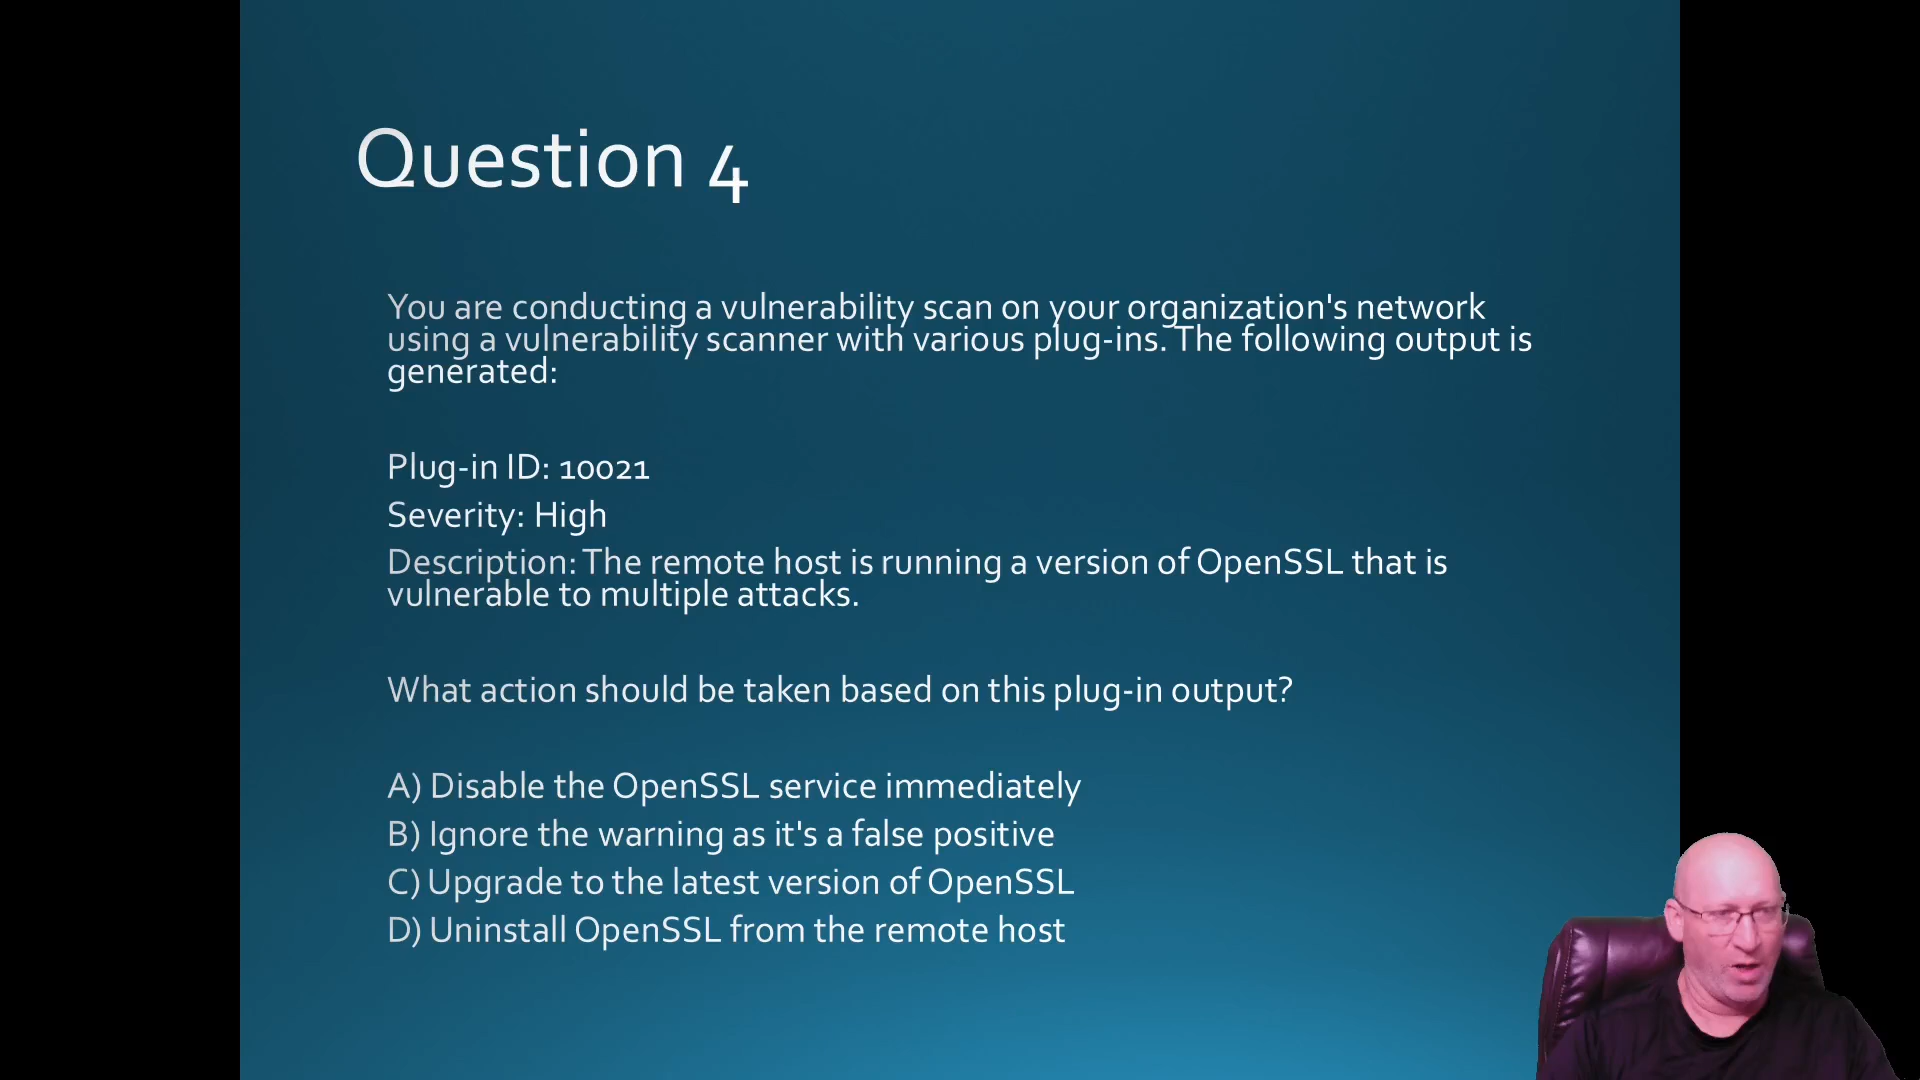 Question 4
You are conducting a vulnerability scan on your organization's network
using a vulnerability scanner with various plug-ins. The following output is
generated:
Plug-in ID: 10021
Severity: High
Description: The remote host is running a version of OpenSSL that is
vulnerable to multiple attacks.
What action should be taken based on this plug-in output?
A) Disable the OpenSSL service immediately
B) Ignore the warning as it's a false positive
C) Upgrade to the latest version of OpenSSL
D) Uninstall OpenSSL from the remote host